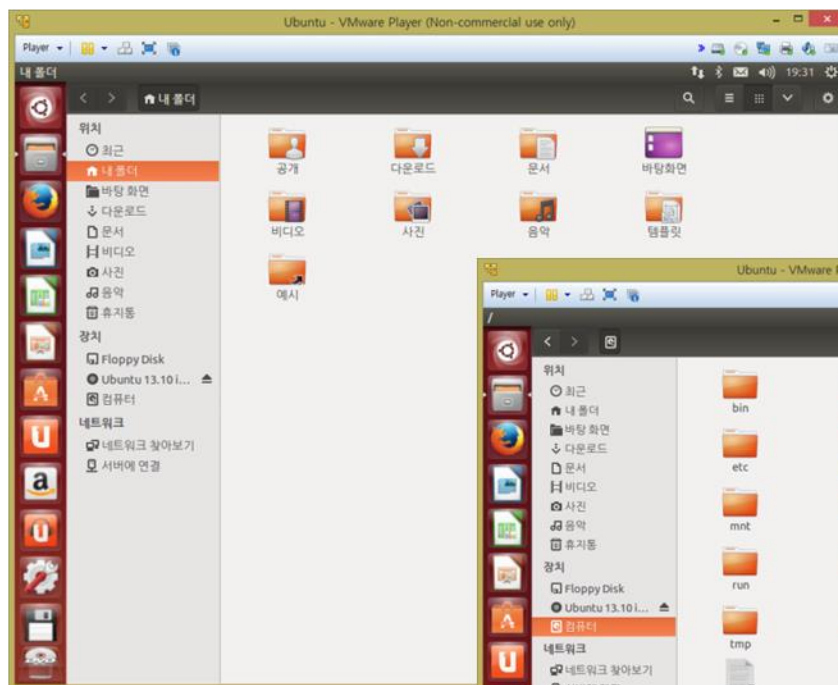 Ubuntu - VMware Player (Non-commercial use only)
Player
내 폴더
19:31
내 폴더
위치
최근
내 폴더
바탕 화면
다운로드
문서
비디오
사진
음악
휴지통
장치
Floppy Disk
Ubuntu 13.10 i...
컴퓨터
네트워크
네트워크 찾아보기
서버에 연결
공개
다운로드
문서
바탕화면
비디오
사진
음악
템플릿
예시
Ubuntu - VMware
Player
/
위치
최근
내 폴더
바탕 화면
다운로드
문서
비디오
사진
음악
휴지통
장치
Floppy Disk
Ubuntu 13.10 i...
컴퓨터
네트워크
네트워크 찾아보기
bin
etc
mnt
run
tmp